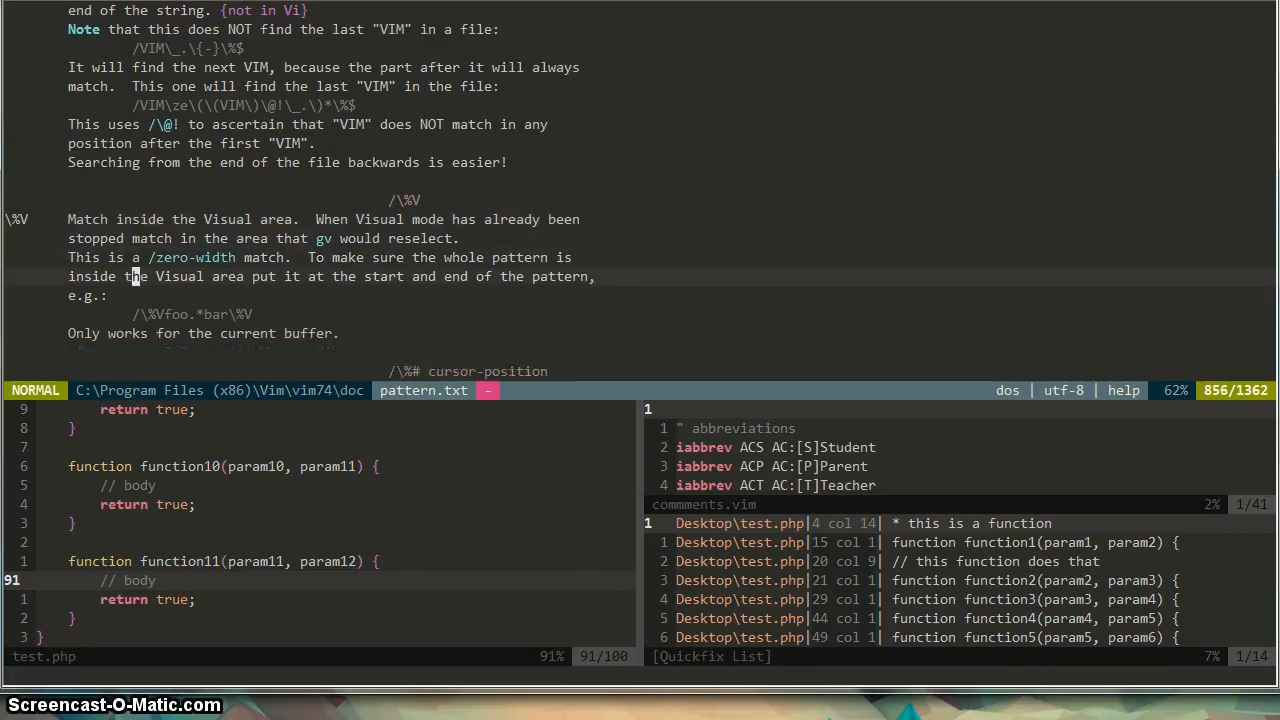 end of the string. {not in Vi}
Note that this does NOT find the last "VIM" in a file:
/VIM\_.\{-}\%$
It will find the next VIM, because the part after it will always
match.  This one will find the last "VIM" in the file:
/VIM\ze\(\(VIM\)\@!\_.\)*\%$
This uses /\@! to ascertain that "VIM" does NOT match in any
position after the first "VIM".
Searching from the end of the file backwards is easier!
/\%V
\%V Match inside the Visual area.  When Visual mode has already been
stopped match in the area that gv would reselect.
This is a /zero-width match.  To make sure the whole pattern is
inside the Visual area put it at the start and end of the pattern,
e.g.:
/\%Vfoo.*bar\%V
Only works for the current buffer.
/\%# cursor-position
NORMAL C:\Program Files (x86)\Vim\vim74\doc pattern.txt - dos | utf-8 | help 62% 856/1362
9 return true;
8 }
7
6 function function10(param10, param11) {
5 // body
4 return true;
3 }
2
1 function function11(param11, param12) {
91 // body
1 return true;
2 }
3 }
test.php 91% 91/100
1
1 " abbreviations
2 iabbrev ACS AC:[S]Student
3 iabbrev ACP AC:[P]Parent
4 iabbrev ACT AC:[T]Teacher
commments.vim 2% 1/41
1 Desktop\test.php|4 col 14| * this is a function
1 Desktop\test.php|15 col 1| function function1(param1, param2) {
2 Desktop\test.php|20 col 9| // this function does that
3 Desktop\test.php|21 col 1| function function2(param2, param3) {
4 Desktop\test.php|29 col 1| function function3(param3, param4) {
5 Desktop\test.php|44 col 1| function function4(param4, param5) {
6 Desktop\test.php|49 col 1| function function5(param5, param6) {
[Quickfix List] 7% 1/14
Screencast-O-Matic.com